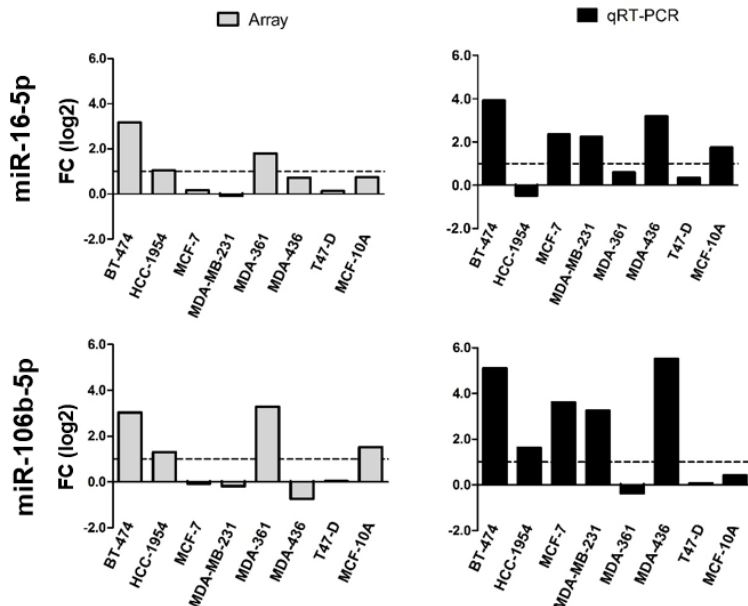 Array
qRT-PCR
miR-16-5p
FC (log2)
6.0
4.0
2.0
0.0
-2.0
BT-474
HCC-1954
MCF-7
MDA-MB-231
MDA-361
MDA-436
T47-D
MCF-10A
6.0
4.0
2.0
0.0
-2.0
BT-474
HCC-1954
MCF-7
MDA-MB-231
MDA-361
MDA-436
T47-D
MCF-10A
miR-106b-5p
FC (log2)
6.0
4.0
2.0
0.0
-2.0
BT-474
HCC-1954
MCF-7
MDA-MB-231
MDA-361
MDA-436
T47-D
MCF-10A
6.0
4.0
2.0
0.0
-2.0
BT-474
HCC-1954
MCF-7
MDA-MB-231
MDA-361
MDA-436
T47-D
MCF-10A